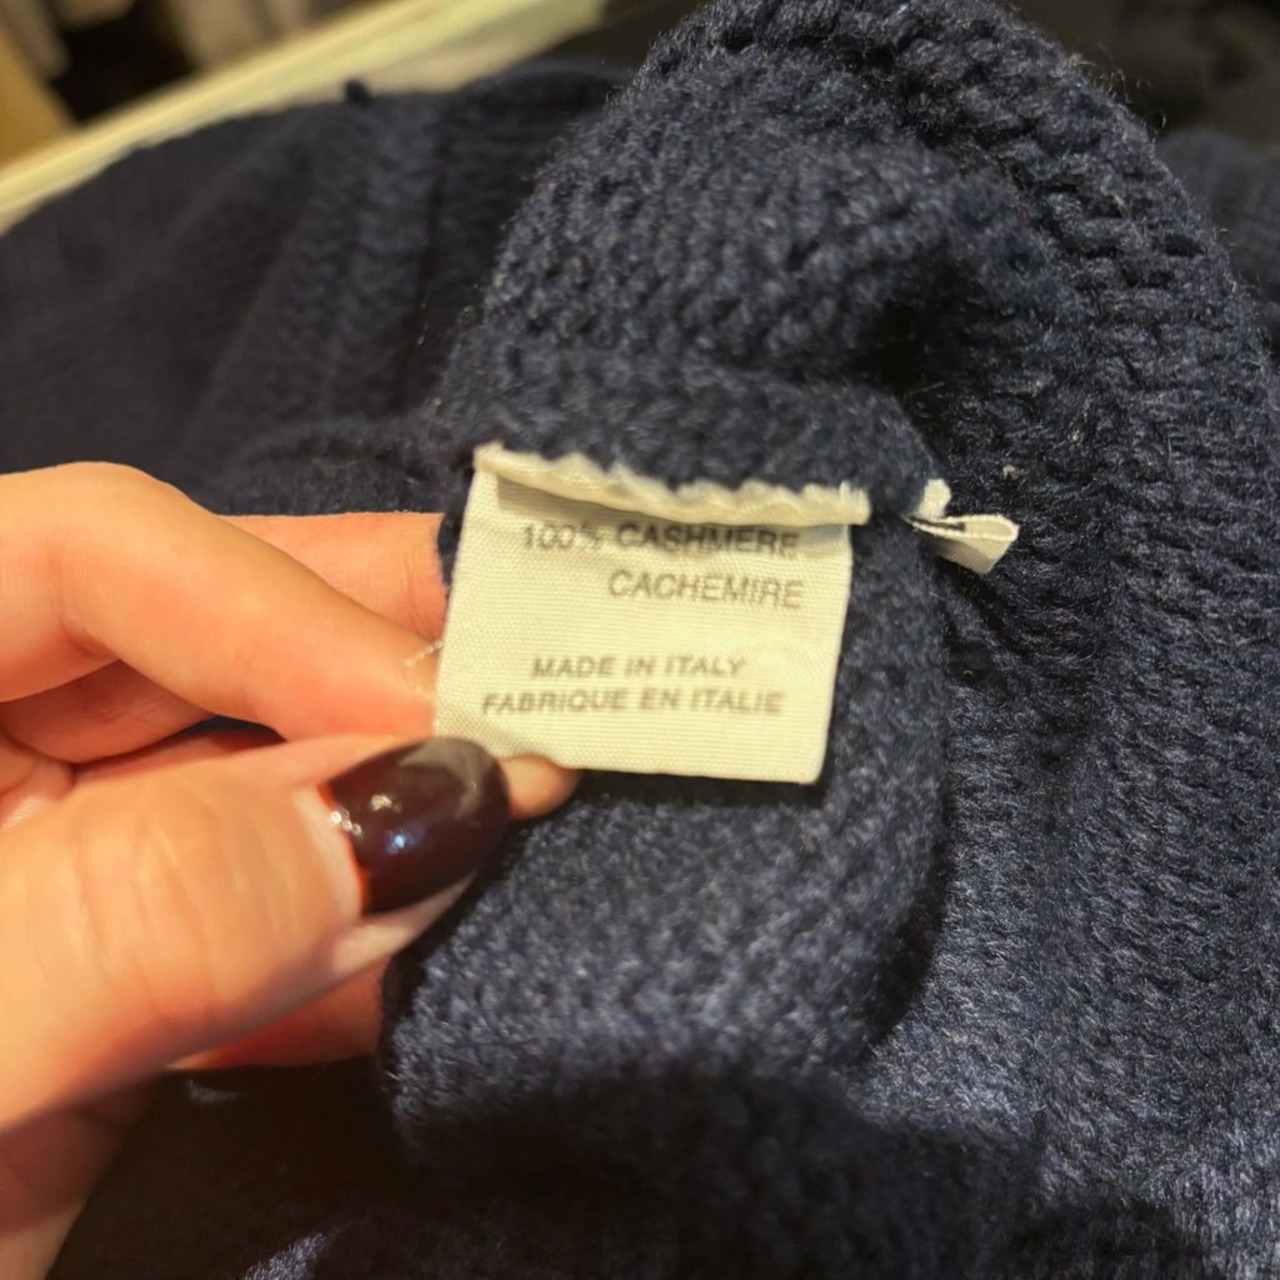 100% CASHMERE
CACHEMIRE
MADE IN ITALY
FABRIQUE EN ITALIE